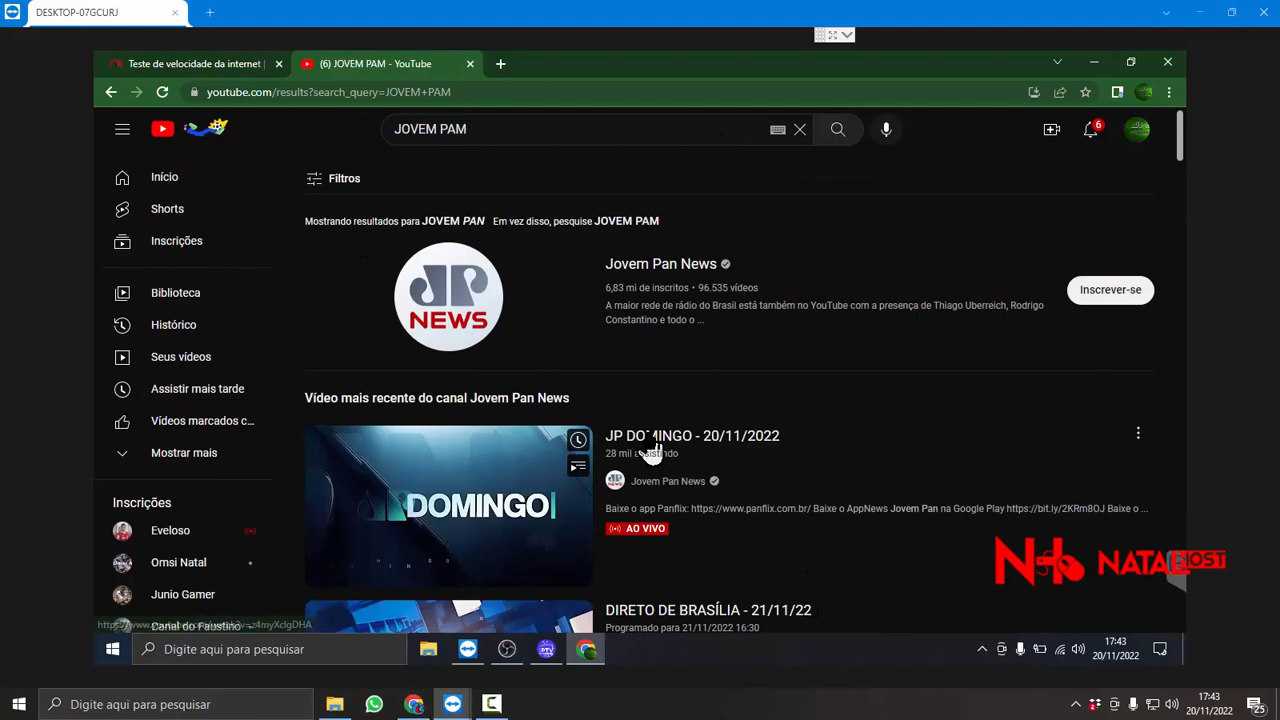 DESKTOP-07GCURJ
Teste de velocidade da internet |
(6) JOVEM PAM - YouTube
youtube.com/results?search_query=JOVEM+PAM
JOVEM PAM
6
Início
Shorts
Inscrições
Biblioteca
Histórico
Seus vídeos
Assistir mais tarde
Vídeos marcados c...
Mostrar mais
Inscrições
Eveloso
Omsi Natal
Junio Gamer
Canal do Faustino
Filtros
Mostrando resultados para JOVEM PAN Em vez disso, pesquise JOVEM PAM
JP
NEWS
Jovem Pan News
6,83 mi de inscritos • 96.535 vídeos
A maior rede de rádio do Brasil está também no YouTube com a presença de Thiago Uberreich, Rodrigo
Constantino e todo o ...
Inscrever-se
Vídeo mais recente do canal Jovem Pan News
DOMINGO
JP DOMINGO - 20/11/2022
28 mil assistindo
Jovem Pan News
Baixe o app Panflix: https://www.panflix.com.br/ Baixe o AppNews Jovem Pan na Google Play https://bit.ly/2KRm8OJ Baixe o ...
AO VIVO
DIRETO DE BRASÍLIA - 21/11/22
Programado para 21/11/2022 16:30
Digite aqui para pesquisar
PTV
17:43
20/11/2022
Digite aqui para pesquisar
17:43
20/11/2022
25